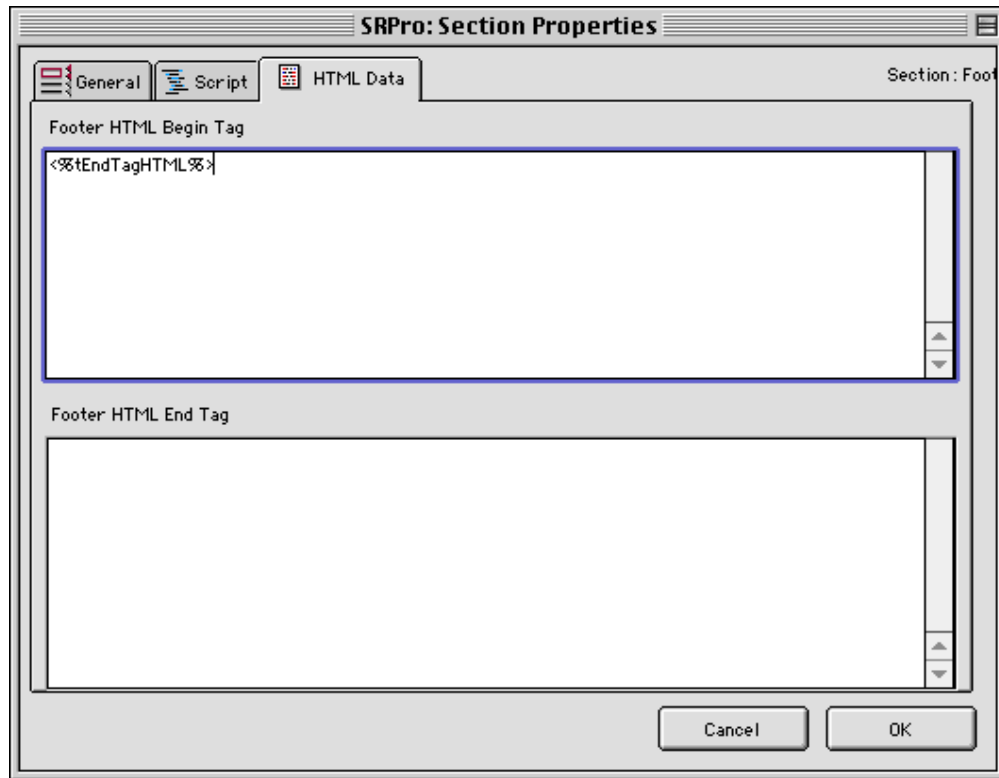 SRPro: Section Properties
General Script HTML Data Section : Foot
Footer HTML Begin Tag
<%tEndTagHTML%>
Footer HTML End Tag
Cancel OK